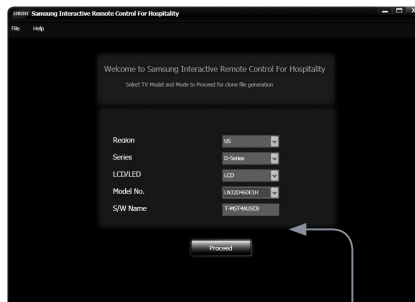 SAMSUNG Samsung Interactive Remote Control For Hospitality
File Help
Welcome to Samsung Interactive Remote Control For Hospitality
Select TV Model and Mode to Proceed for clone file generation
Region US
Series D-Series
LCD/LED LCD
Model No. LN32D460E1H
S/W Name T-MST4AUSCB
Proceed